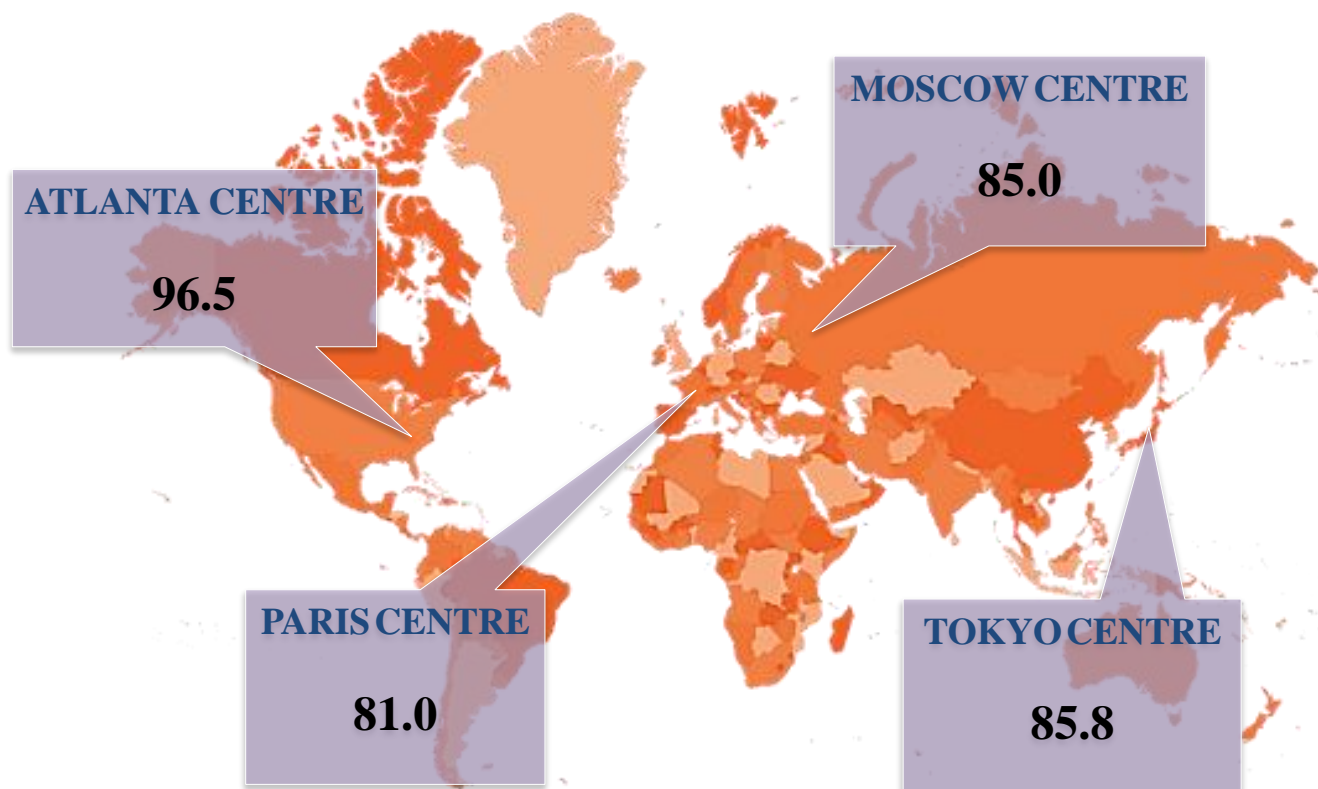 MOSCOW CENTRE
85.0
ATLANTA CENTRE
96.5
PARIS CENTRE
81.0
TOKYO CENTRE
85.8